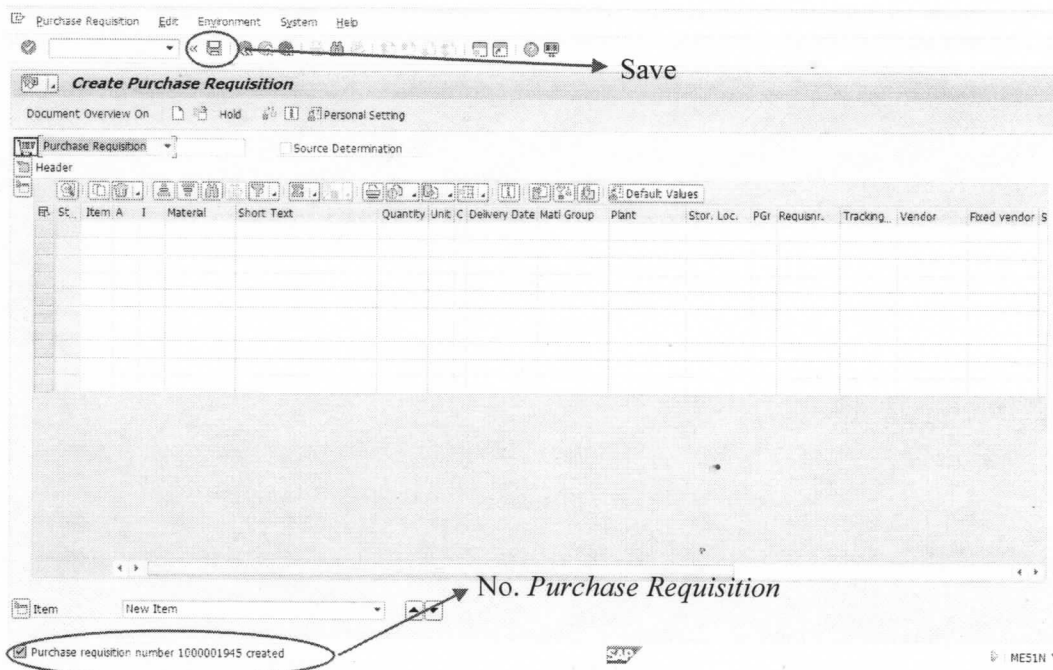 Purchase Requisition Edit Environment System Help
Save
Create Purchase Requisition
Document Overview On Hold Personal Setting
Purchase Requisition Source Determination
Header
Default Values
St. Item A I Material Short Text Quantity Unit C Delivery Date Matl Group Plant Stor. Loc. PGr Requisnr. Tracking... Vendor Fixed vendor S
No. Purchase Requisition
Item New Item
Purchase requisition number 1000001945 created
SAP ME51N